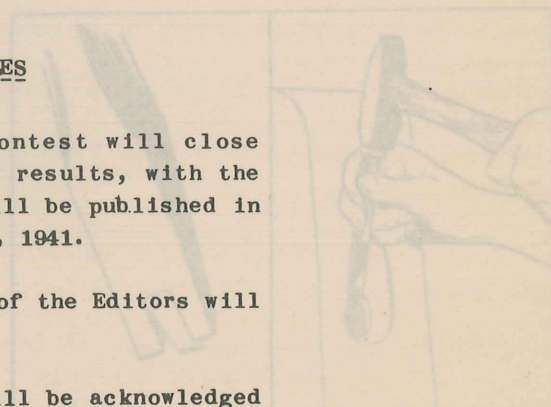 ES
ontest will close
results, with the
ll be published in
, 1941.
of the Editors will
ll be acknowledged